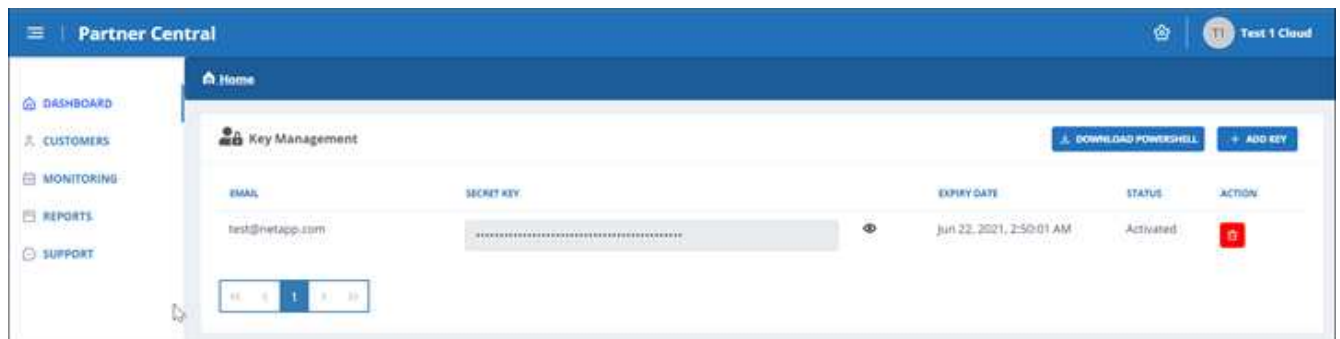 Partner Central
T1 Test 1 Cloud
Home
DASHBOARD
CUSTOMERS
MONITORING
REPORTS
SUPPORT
Key Management
DOWNLOAD POWERSHELL
+ ADD KEY
EMAIL SECRET KEY EXPIRY DATE STATUS ACTION
test@netapp.com ••••••••••••••••••••••••••••••••••••••••••• Jun 22, 2021, 2:50:01 AM Activated
1